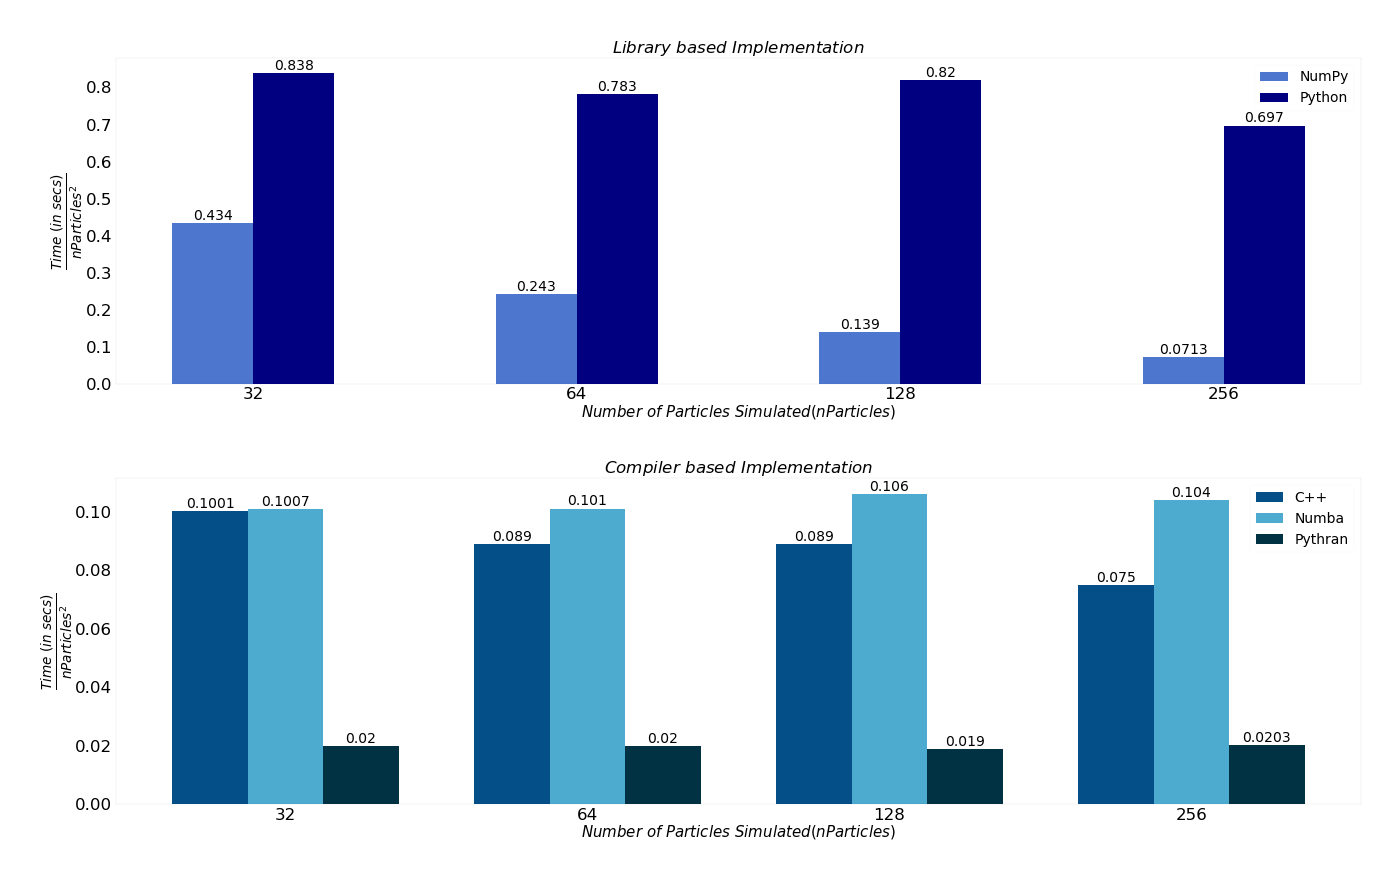 Library based Implementation
0.838
0.783
0.82
0.697
0.434
0.243
0.139
0.0713
NumPy
Python
0.8
0.7
0.6
0.5
0.4
0.3
0.2
0.1
0.0
Time (in secs)
nParticles²
32 64 128 256
Number of Particles Simulated(nParticles)
Compiler based Implementation
0.1001 0.1007 0.02
0.089 0.101 0.02
0.089 0.106 0.019
0.075 0.104 0.0203
C++
Numba
Pythran
0.10
0.08
0.06
0.04
0.02
0.00
Time (in secs)
nParticles²
32 64 128 256
Number of Particles Simulated(nParticles)